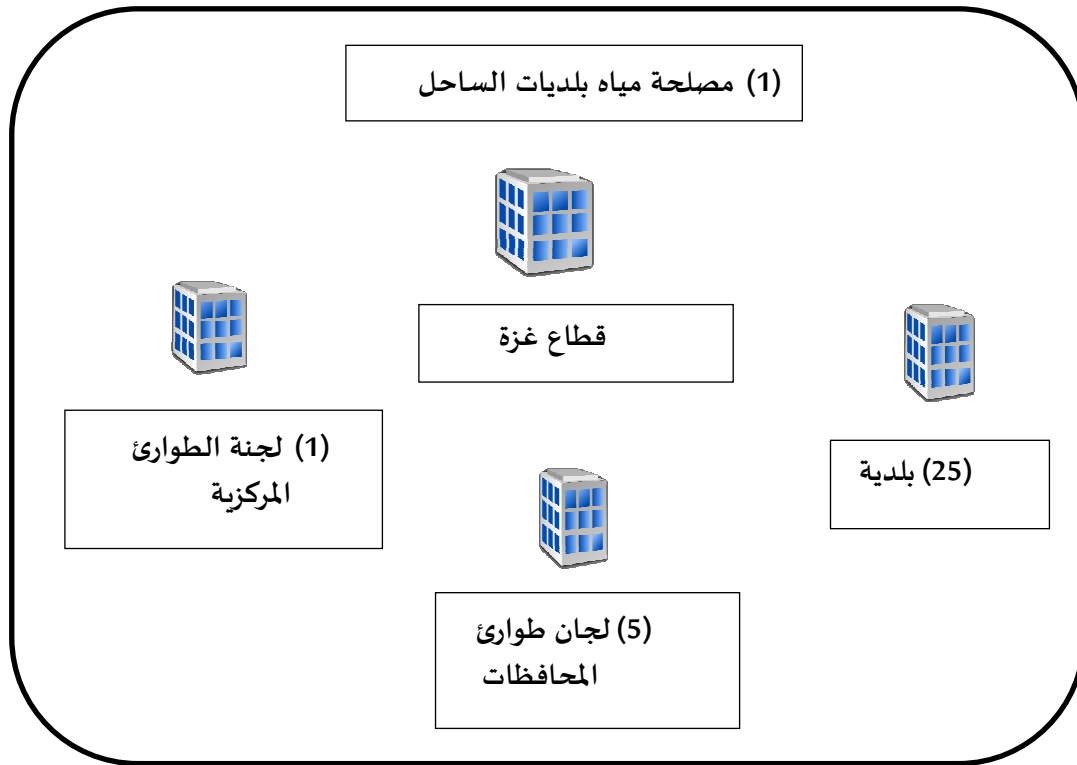 (1) مصلحة مياه بلديات الساحل
قطاع غزة
(1) لجنة الطوارئ
المركزية
(25) بلدية
(5) لجان طوارئ
المحافظات